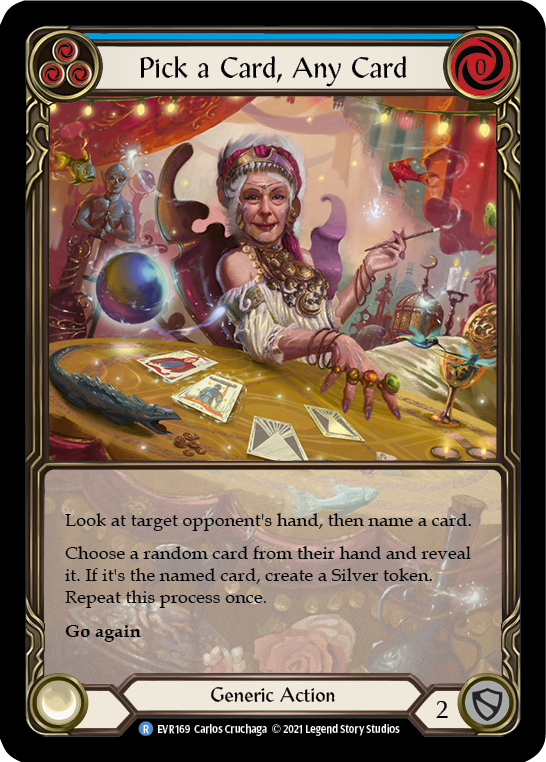 Pick a Card, Any Card
0
Look at target opponent's hand, then name a card.
Choose a random card from their hand and reveal
it. If it's the named card, create a Silver token.
Repeat this process once.
Go again
Generic Action
2
R EVR169 Carlos Cruchaga © 2021 Legend Story Studios